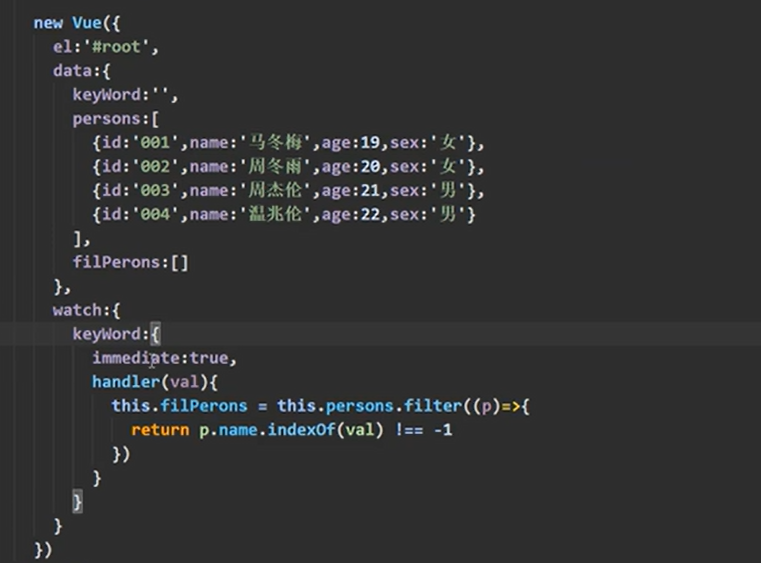 new Vue({
el:'#root',
data:{
keyWord:'',
persons:[
{id:'001',name:'马冬梅',age:19,sex:'女'},
{id:'002',name:'周冬雨',age:20,sex:'女'},
{id:'003',name:'周杰伦',age:21,sex:'男'},
{id:'004',name:'温兆伦',age:22,sex:'男'}
],
filPerons:[]
},
watch:{
keyWord:{
immediate:true,
handler(val){
this.filPerons = this.persons.filter((p)=>{
return p.name.indexOf(val) !== -1
})
}
}
}
})